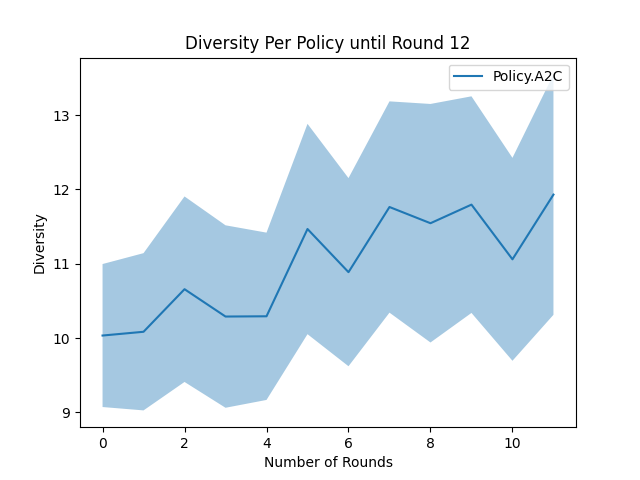 Diversity Per Policy until Round 12
Policy.A2C
13
12
11
10
9
Diversity
0 2 4 6 8 10
Number of Rounds